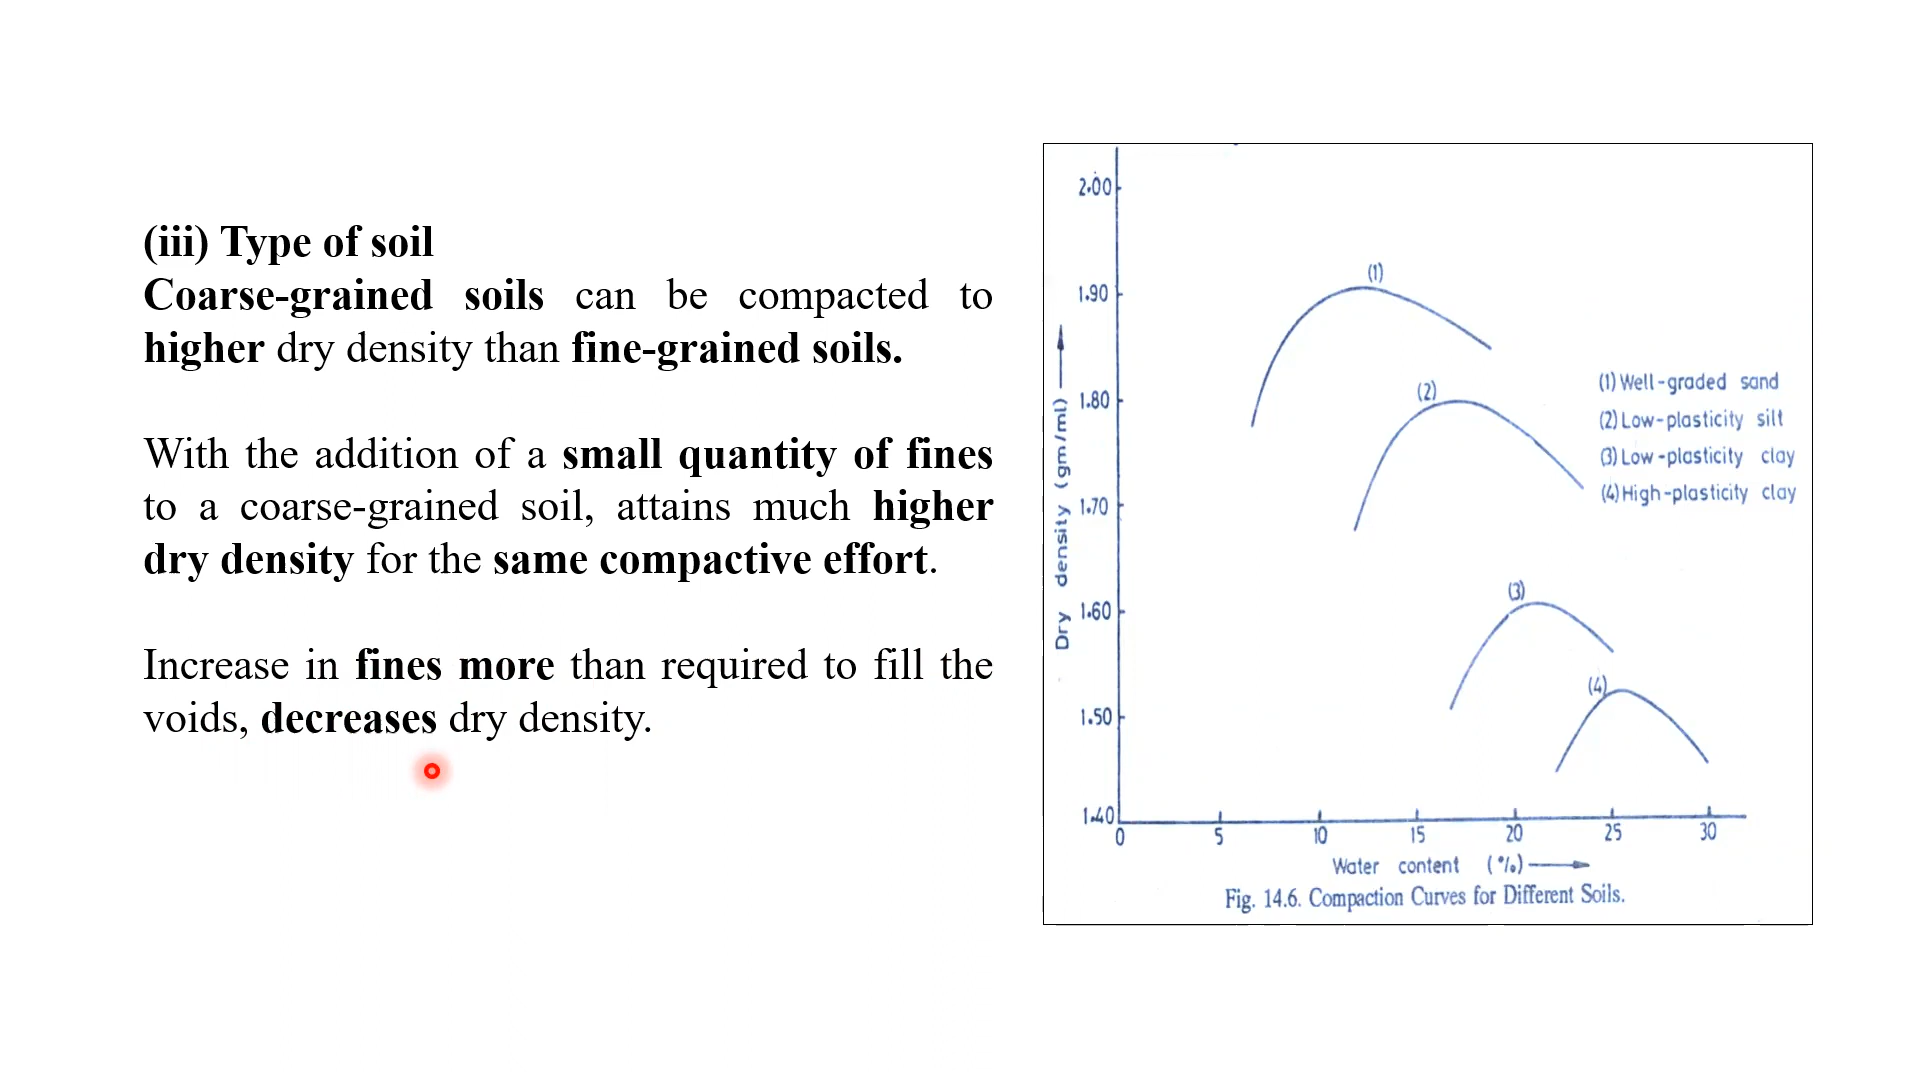 (iii) Type of soil
Coarse-grained soils can be compacted to
higher dry density than fine-grained soils.
With the addition of a small quantity of fines
to a coarse-grained soil, attains much higher
dry density for the same compactive effort.
Increase in fines more than required to fill the
voids, decreases dry density.
2.00
1.90
1.80
1.70
1.60
1.50
1.40
Dry density (gm/ml)
(1)
(2)
(3)
(4)
(1) Well-graded sand
(2) Low-plasticity silt
(3) Low-plasticity clay
(4) High-plasticity clay
0 5 10 15 20 25 30
Water content (%)
Fig. 14.6. Compaction Curves for Different Soils.